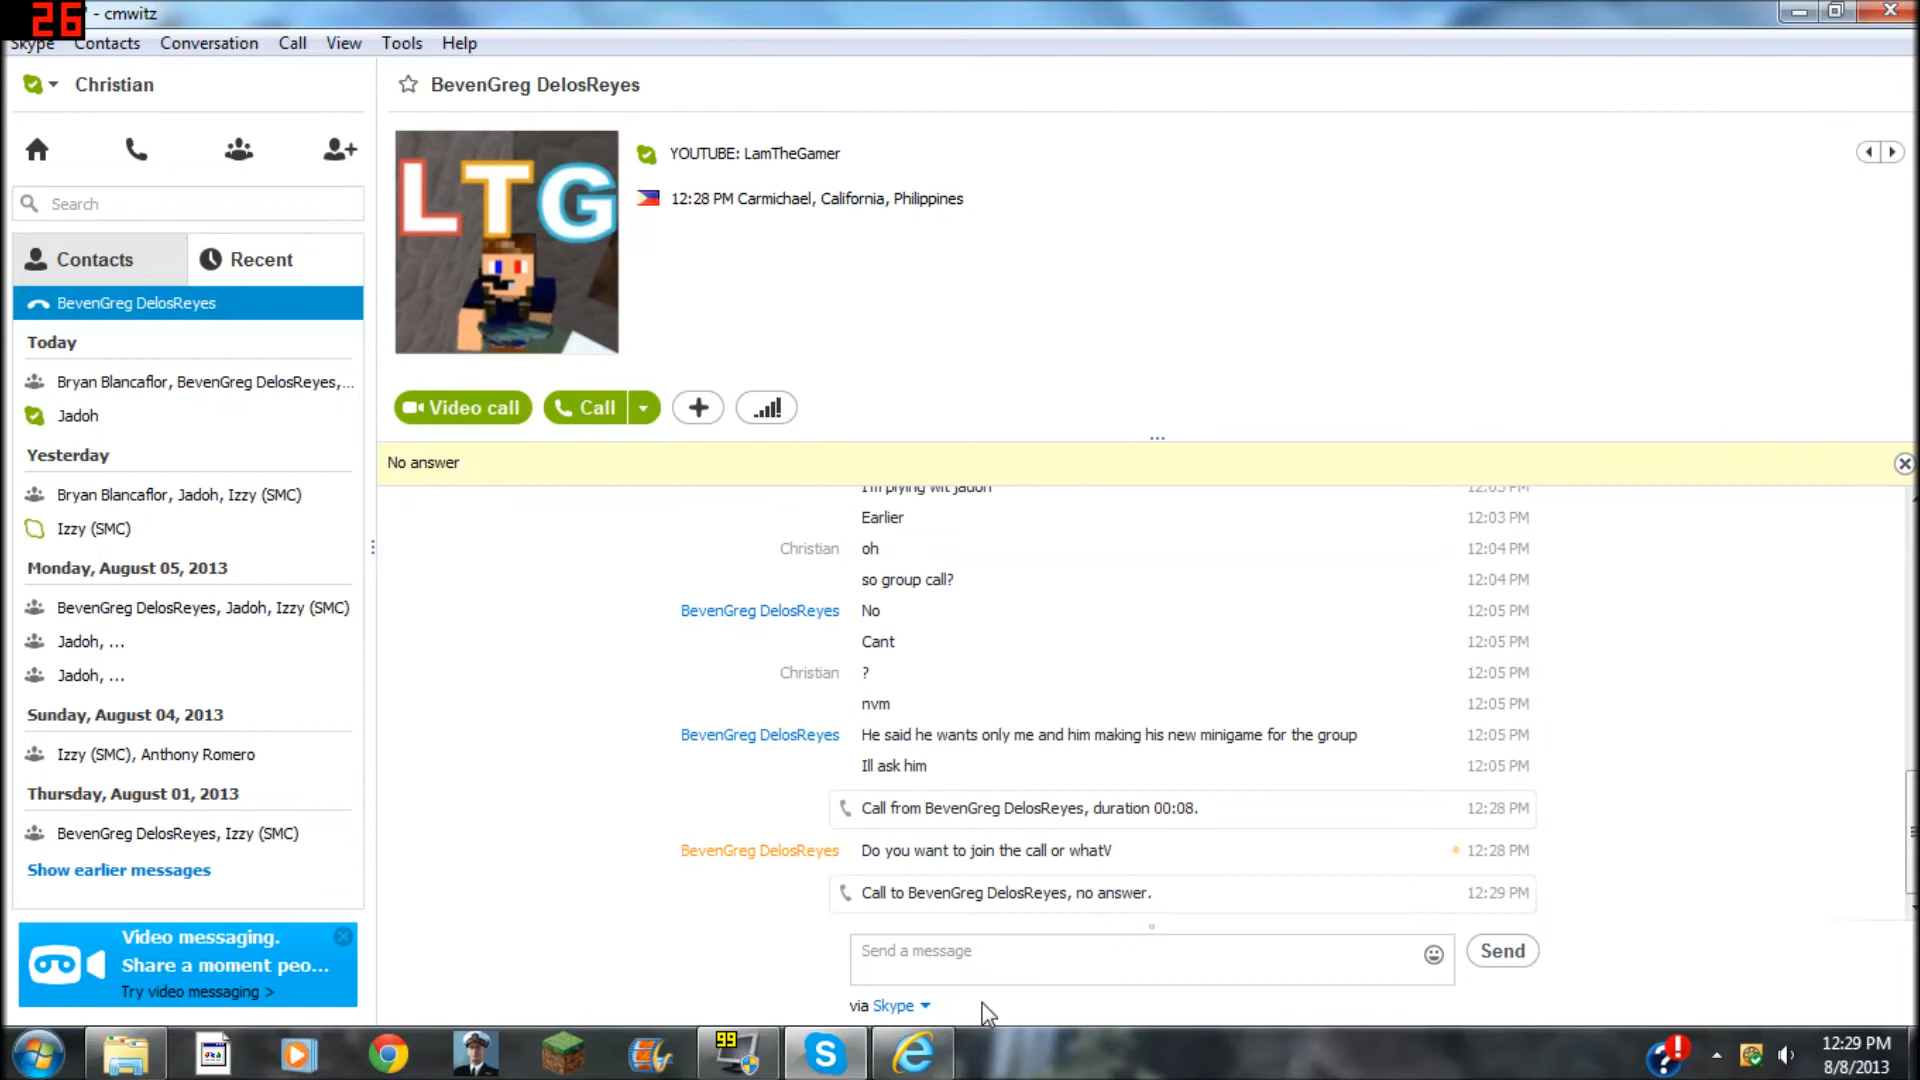 26 - cmwitz
Skype Contacts Conversation Call View Tools Help
Christian
BevenGreg DelosReyes
LTG
YOUTUBE: LamTheGamer
12:28 PM Carmichael, California, Philippines
Search
Contacts
Recent
BevenGreg DelosReyes
Today
Bryan Blancaflor, BevenGreg DelosReyes,...
Jadoh
Yesterday
Bryan Blancaflor, Jadoh, Izzy (SMC)
Izzy (SMC)
Monday, August 05, 2013
BevenGreg DelosReyes, Jadoh, Izzy (SMC)
Jadoh, ...
Jadoh, ...
Sunday, August 04, 2013
Izzy (SMC), Anthony Romero
Thursday, August 01, 2013
BevenGreg DelosReyes, Izzy (SMC)
Show earlier messages
Video messaging.
Share a moment peo...
Try video messaging >
Video call
Call
No answer
I'm plying wit jadoh 12:03 PM
Earlier 12:03 PM
Christian oh 12:04 PM
so group call? 12:04 PM
BevenGreg DelosReyes No 12:05 PM
Cant 12:05 PM
Christian ? 12:05 PM
nvm 12:05 PM
BevenGreg DelosReyes He said he wants only me and him making his new minigame for the group 12:05 PM
Ill ask him 12:05 PM
Call from BevenGreg DelosReyes, duration 00:08. 12:28 PM
BevenGreg DelosReyes Do you want to join the call or whatV 12:28 PM
Call to BevenGreg DelosReyes, no answer. 12:29 PM
Send a message
Send
via Skype
99
12:29 PM
8/8/2013